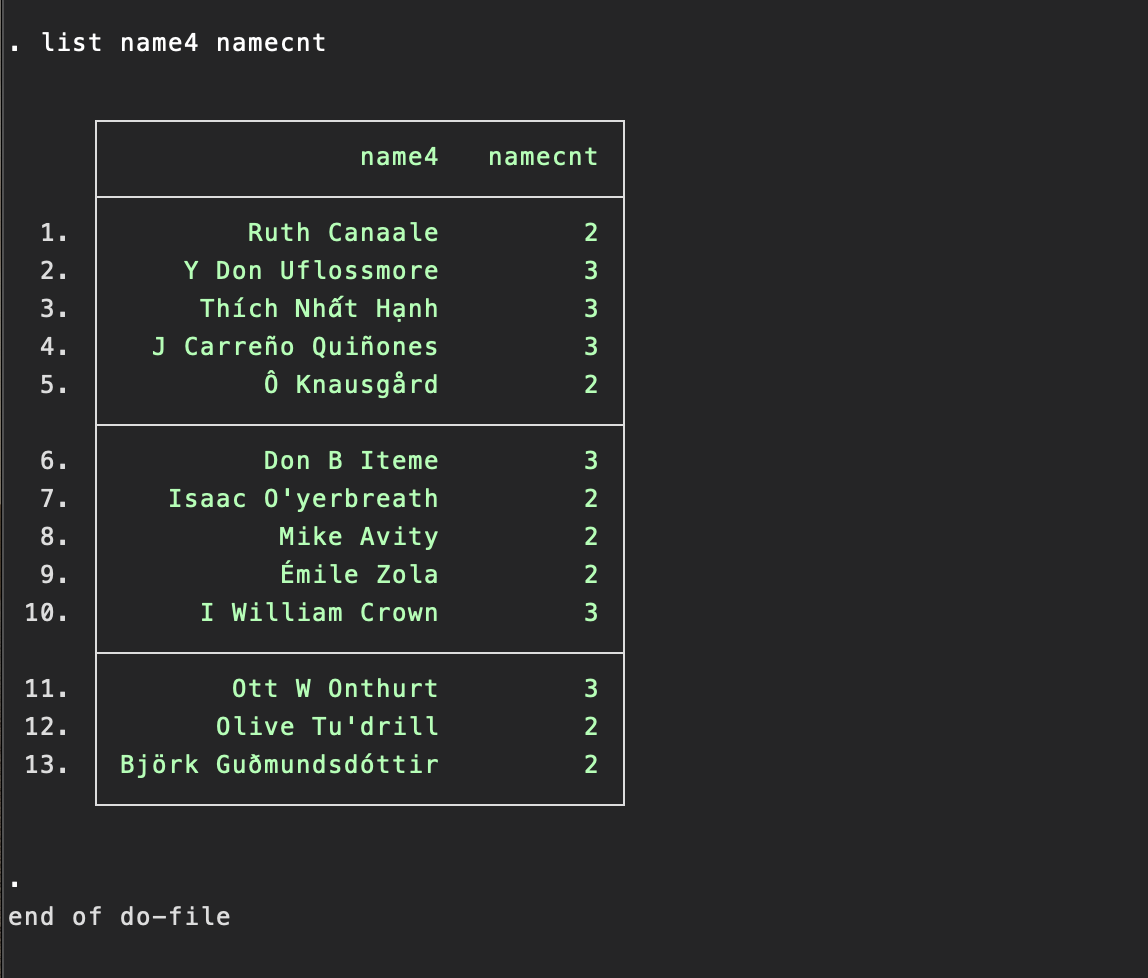 . list name4 namecnt
name4 namecnt
1. Ruth Canaale 2
2. Y Don Uflossmore 3
3. Thích Nhất Hạnh 3
4. J Carreño Quiñones 3
5. Ô Knausgård 2
6. Don B Iteme 3
7. Isaac O'yerbreath 2
8. Mike Avity 2
9. Émile Zola 2
10. I William Crown 3
11. Ott W Onthurt 3
12. Olive Tu'drill 2
13. Björk Guðmundsdóttir 2
.
end of do-file